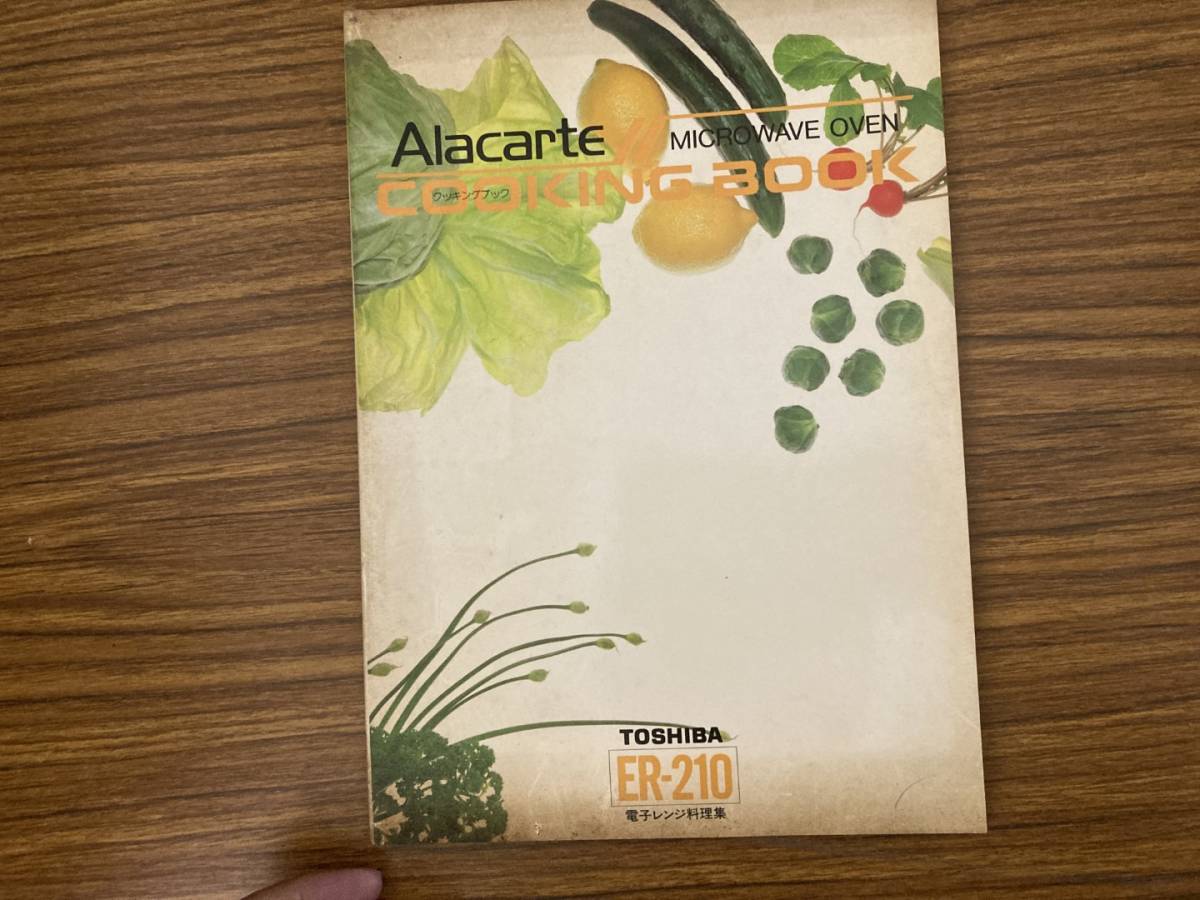 Alacarte
MICROWAVE OVEN
COOKING BOOK
クッキングブック
TOSHIBA
ER-210
電子レンジ料理集